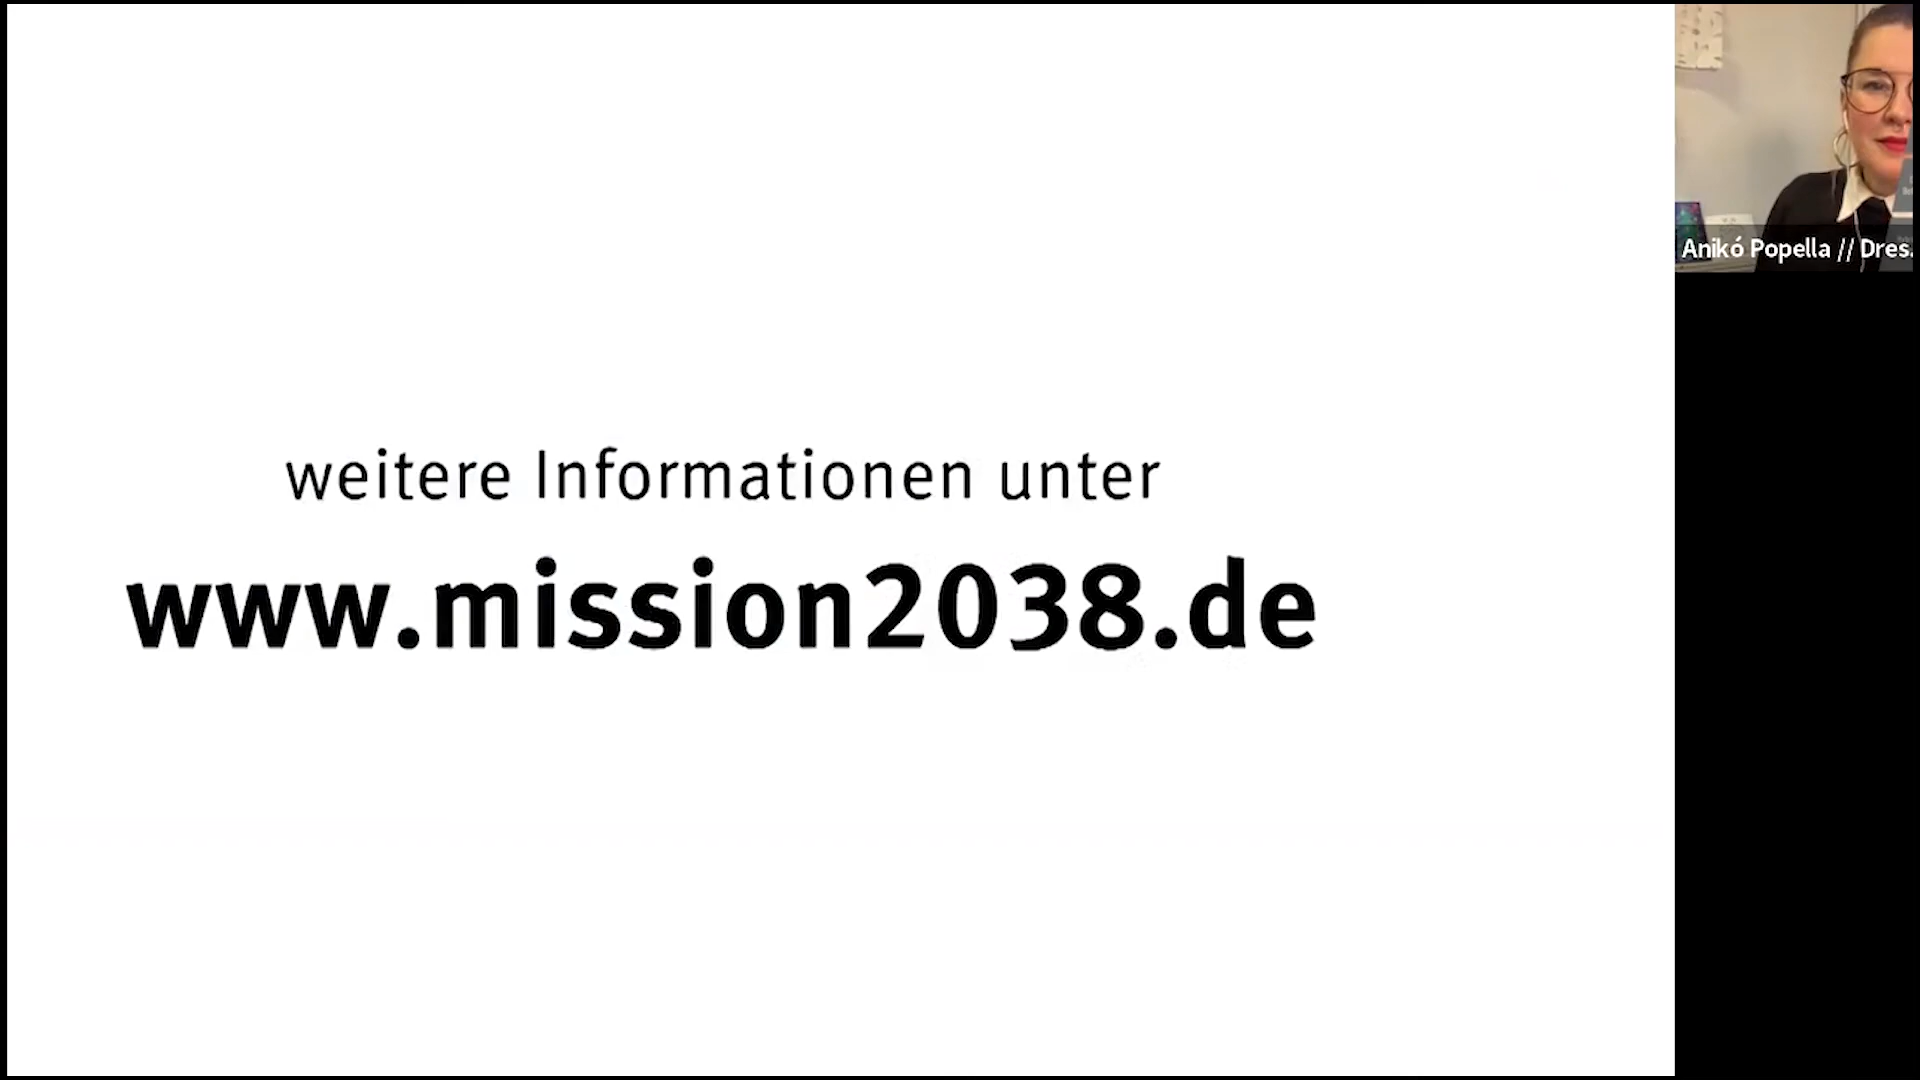 weitere Informationen unter
www.mission2038.de
Anikó Popella // Dres.